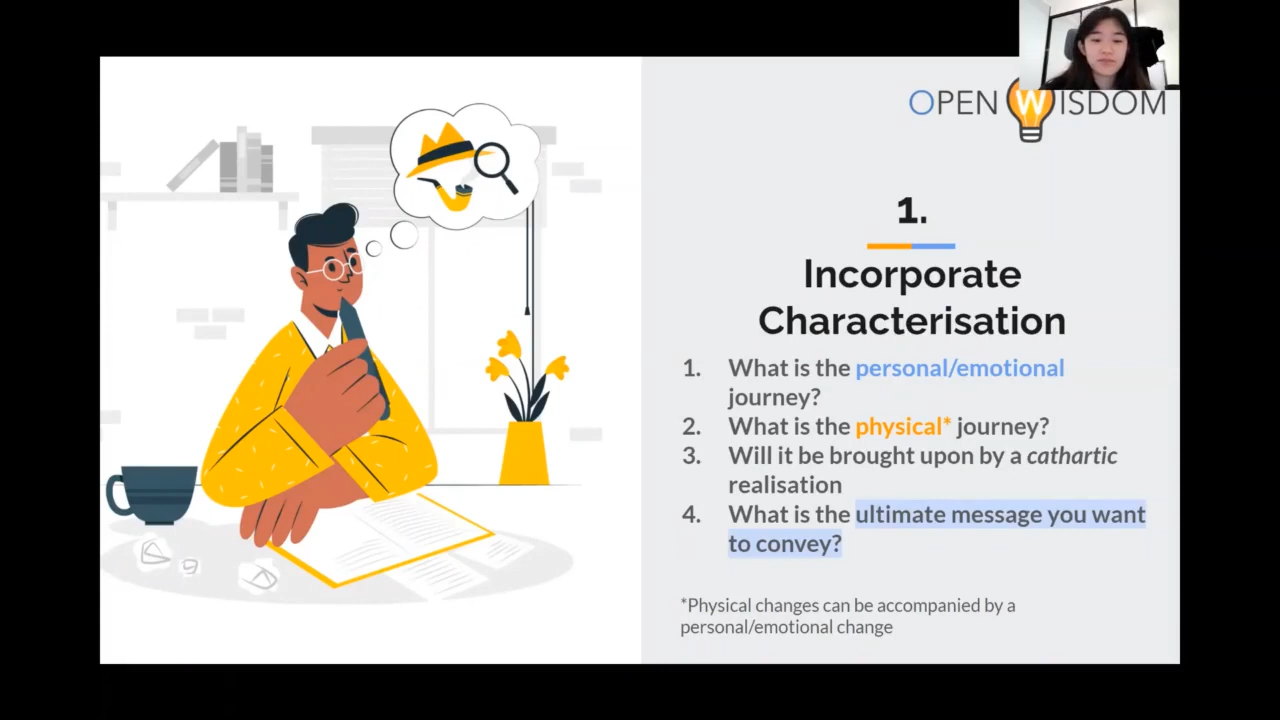 OPEN WISDOM
1.
Incorporate
Characterisation
1. What is the personal/emotional
journey?
2. What is the physical* journey?
3. Will it be brought upon by a cathartic
realisation
4. What is the ultimate message you want
to convey?
*Physical changes can be accompanied by a
personal/emotional change